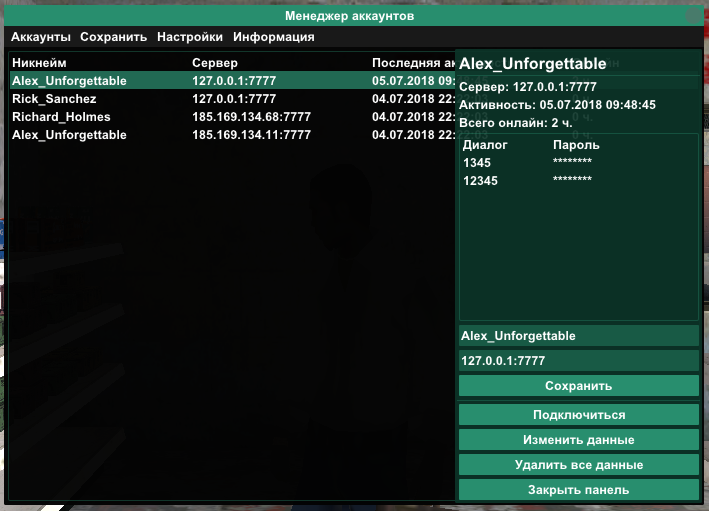 Менеджер аккаунтов
Аккаунты Сохранить Настройки Информация
Никнейм Сервер Последняя ак
Alex_Unforgettable 127.0.0.1:7777 05.07.2018 09:
Rick_Sanchez 127.0.0.1:7777 04.07.2018 22:
Richard_Holmes 185.169.134.68:7777 04.07.2018 22:
Alex_Unforgettable 185.169.134.11:7777 04.07.2018 22:
Alex_Unforgettable
Сервер: 127.0.0.1:7777
Активность: 05.07.2018 09:48:45
Всего онлайн: 2 ч.
Диалог Пароль
1345 ********
12345 ********
Alex_Unforgettable
127.0.0.1:7777
Сохранить
Подключиться
Изменить данные
Удалить все данные
Закрыть панель